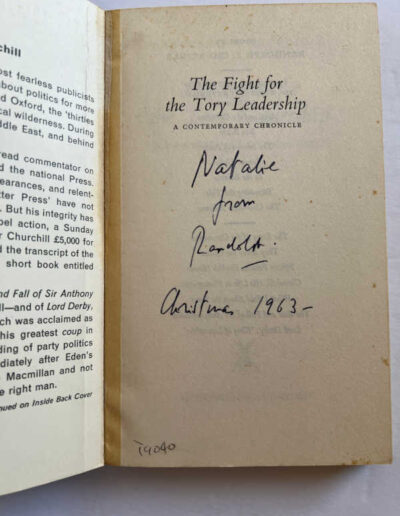 chill
ost fearless publicists
about politics for more
d Oxford, the 'thirties
cal wilderness. During
ddle East, and behind
read commentator on
d the national Press.
earances, and relent-
tter Press' have not
. But his integrity has
bel action, a Sunday
r Churchill £5,000 for
d the transcript of the
short book entitled
nd Fall of Sir Anthony
ll—and of Lord Derby,
ch was acclaimed as
his greatest coup in
ding of party politics
diately after Eden's
Macmillan and not
e right man.
nued on Inside Back Cover
The Fight for
the Tory Leadership
A CONTEMPORARY CHRONICLE
Natalie
from
Randolph.
Christmas 1963 –